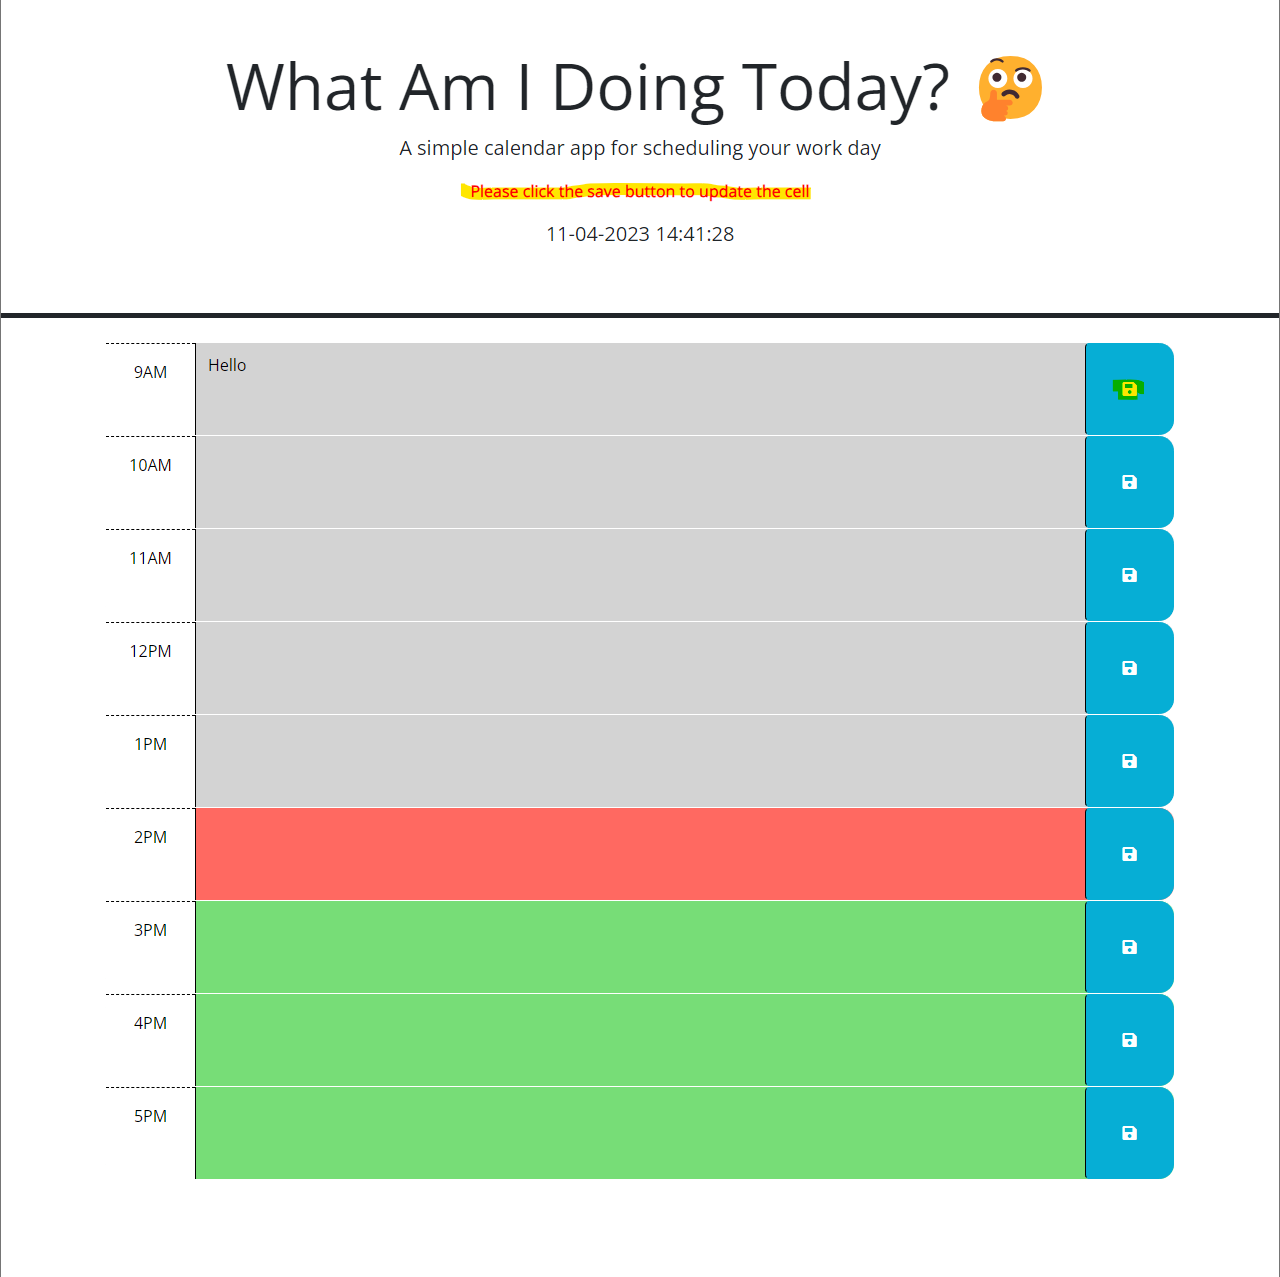 What Am I Doing Today? 🤔
A simple calendar app for scheduling your work day
Please click the save button to update the cell
11-04-2023 14:41:28
9AM
Hello
10AM
11AM
12PM
1PM
2PM
3PM
4PM
5PM